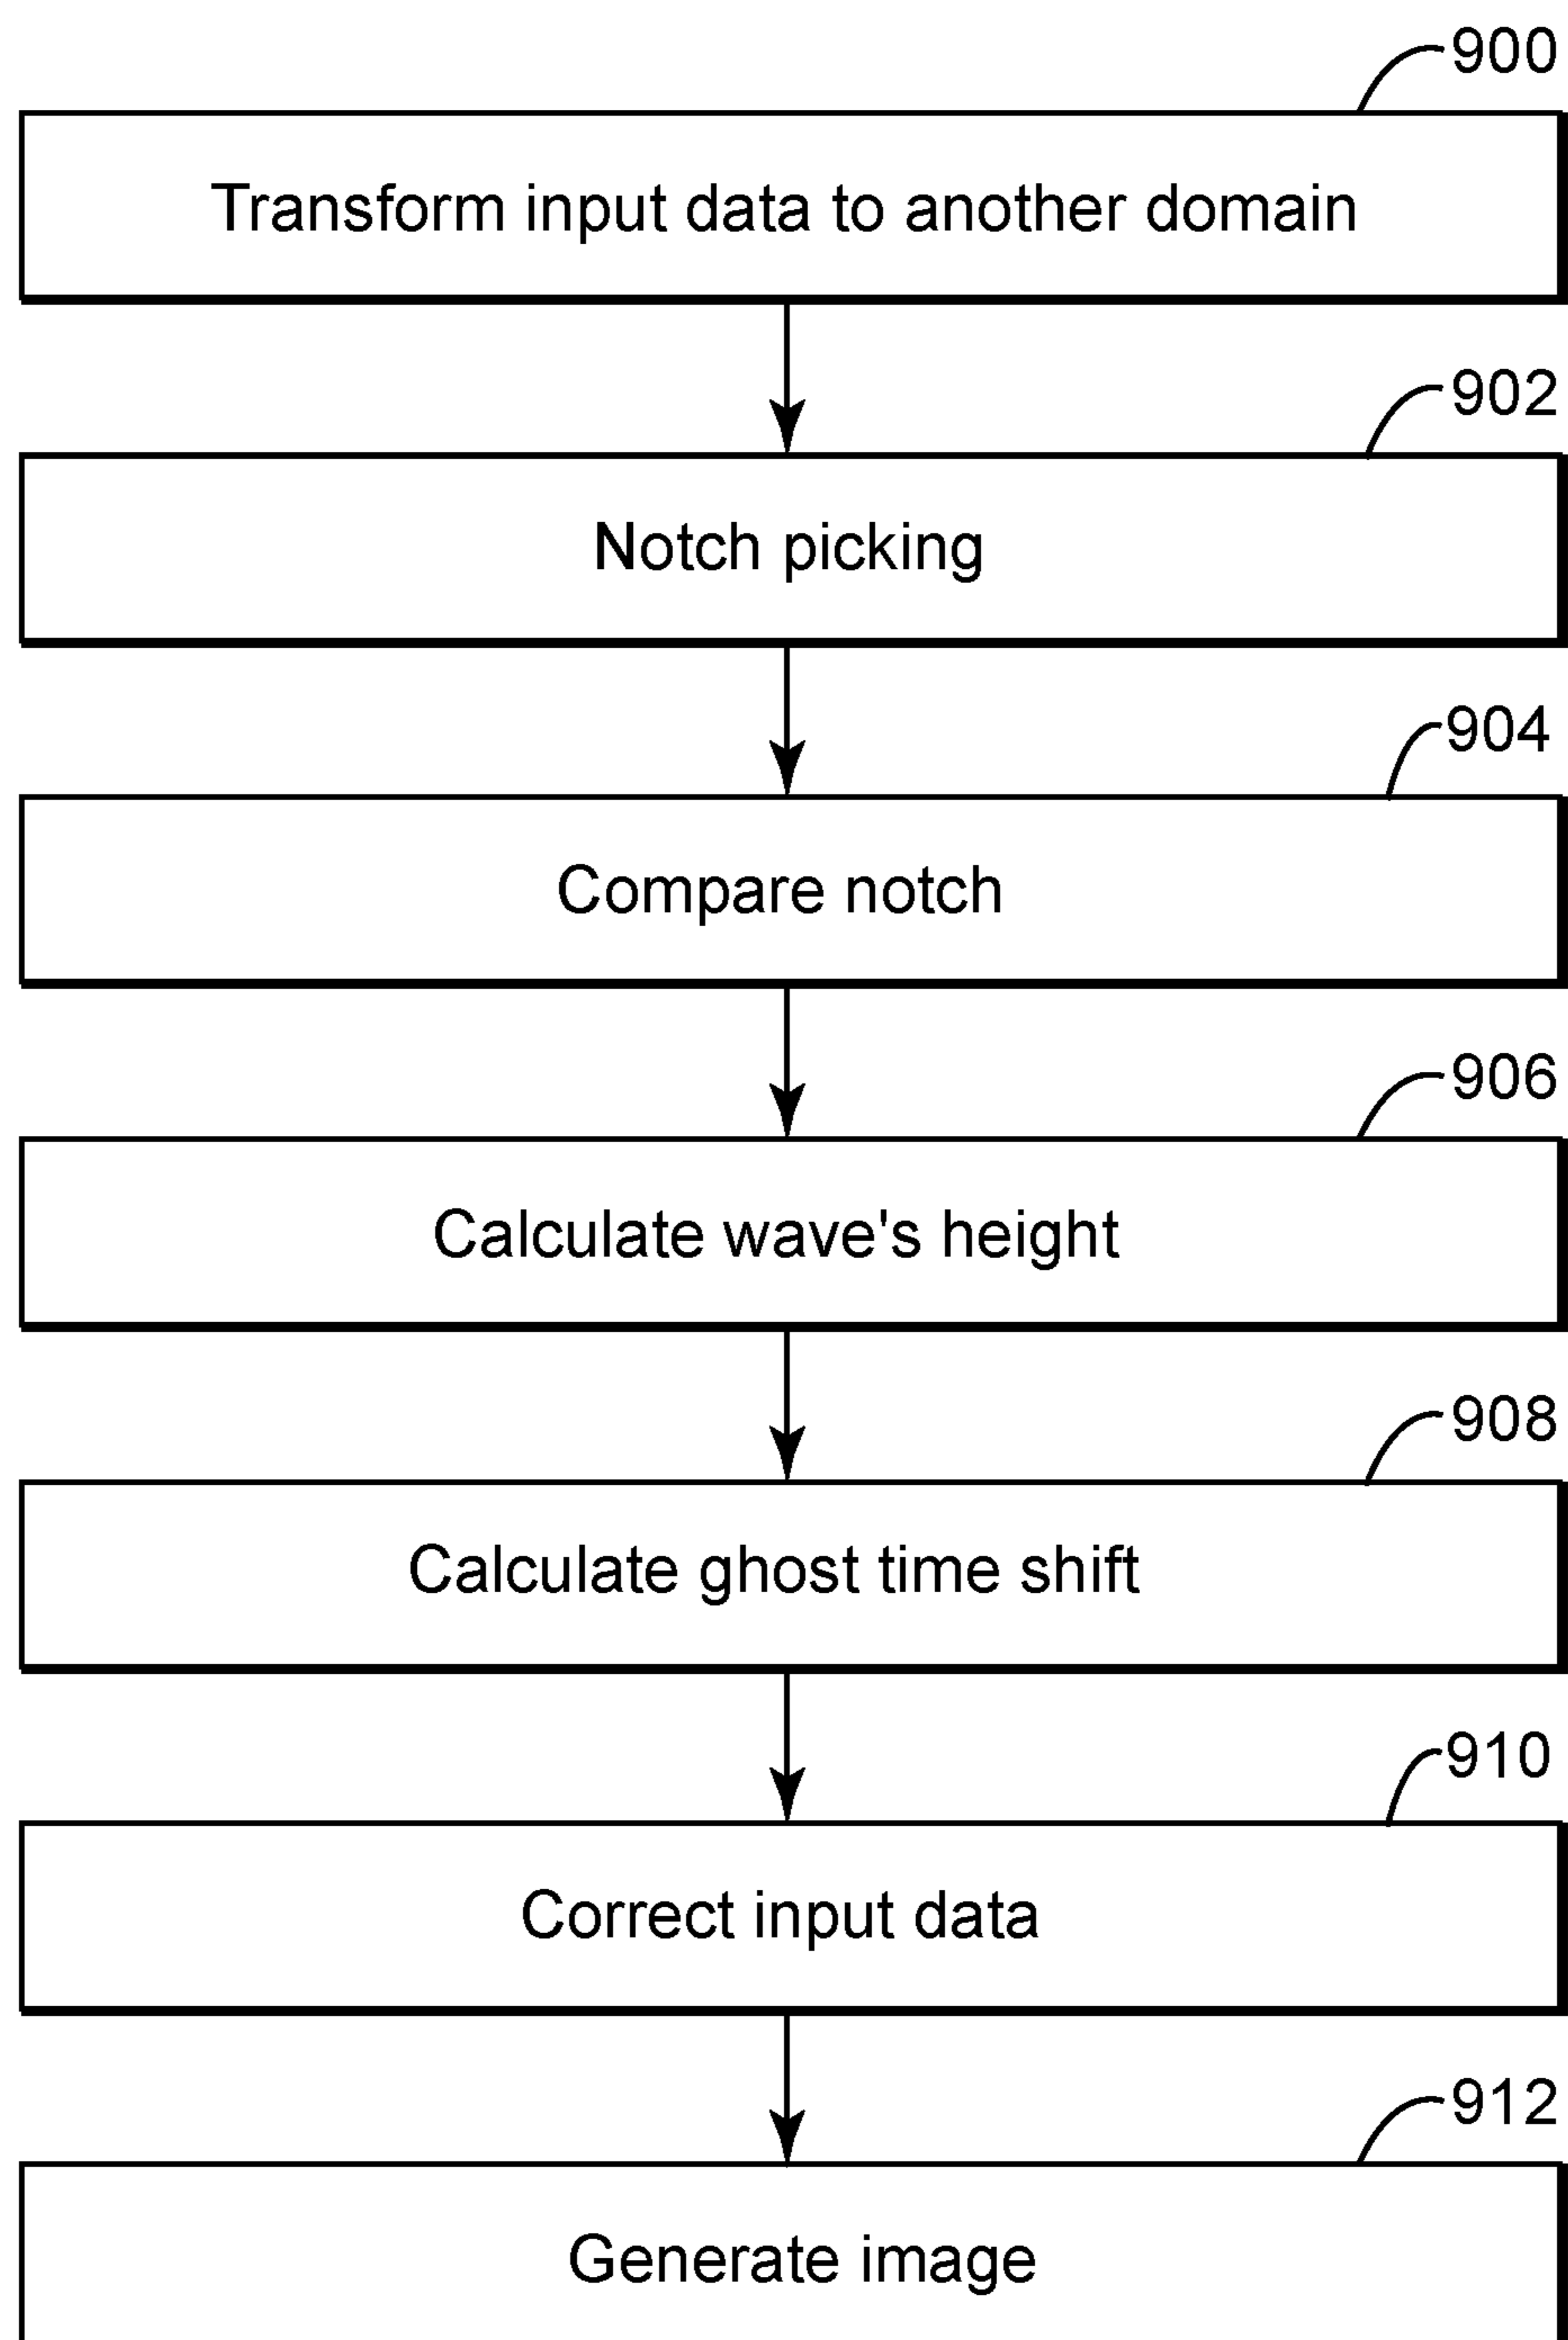 900
Transform input data to another domain
902
Notch picking
904
Compare notch
906
Calculate wave's height
908
Calculate ghost time shift
910
Correct input data
912
Generate image